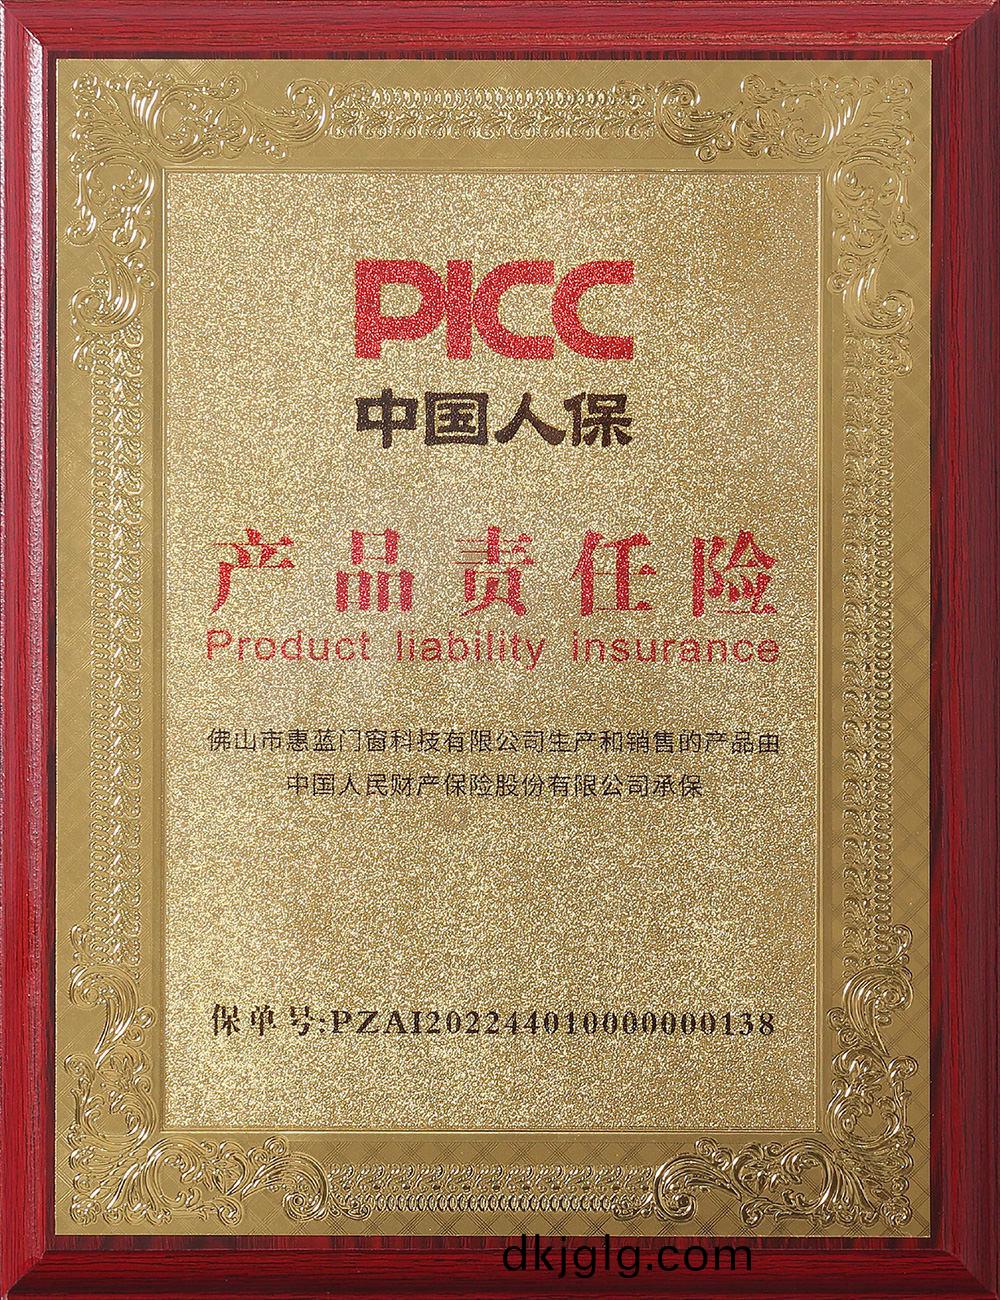 PICC
中国人保
产品责任险
Product liability insurance
佛山市惠蓝门窗科技有限公司生产和销售的产品由
中国人民财产保险股份有限公司承保
保单号:PZAI202244010000000138
dkjglg.com